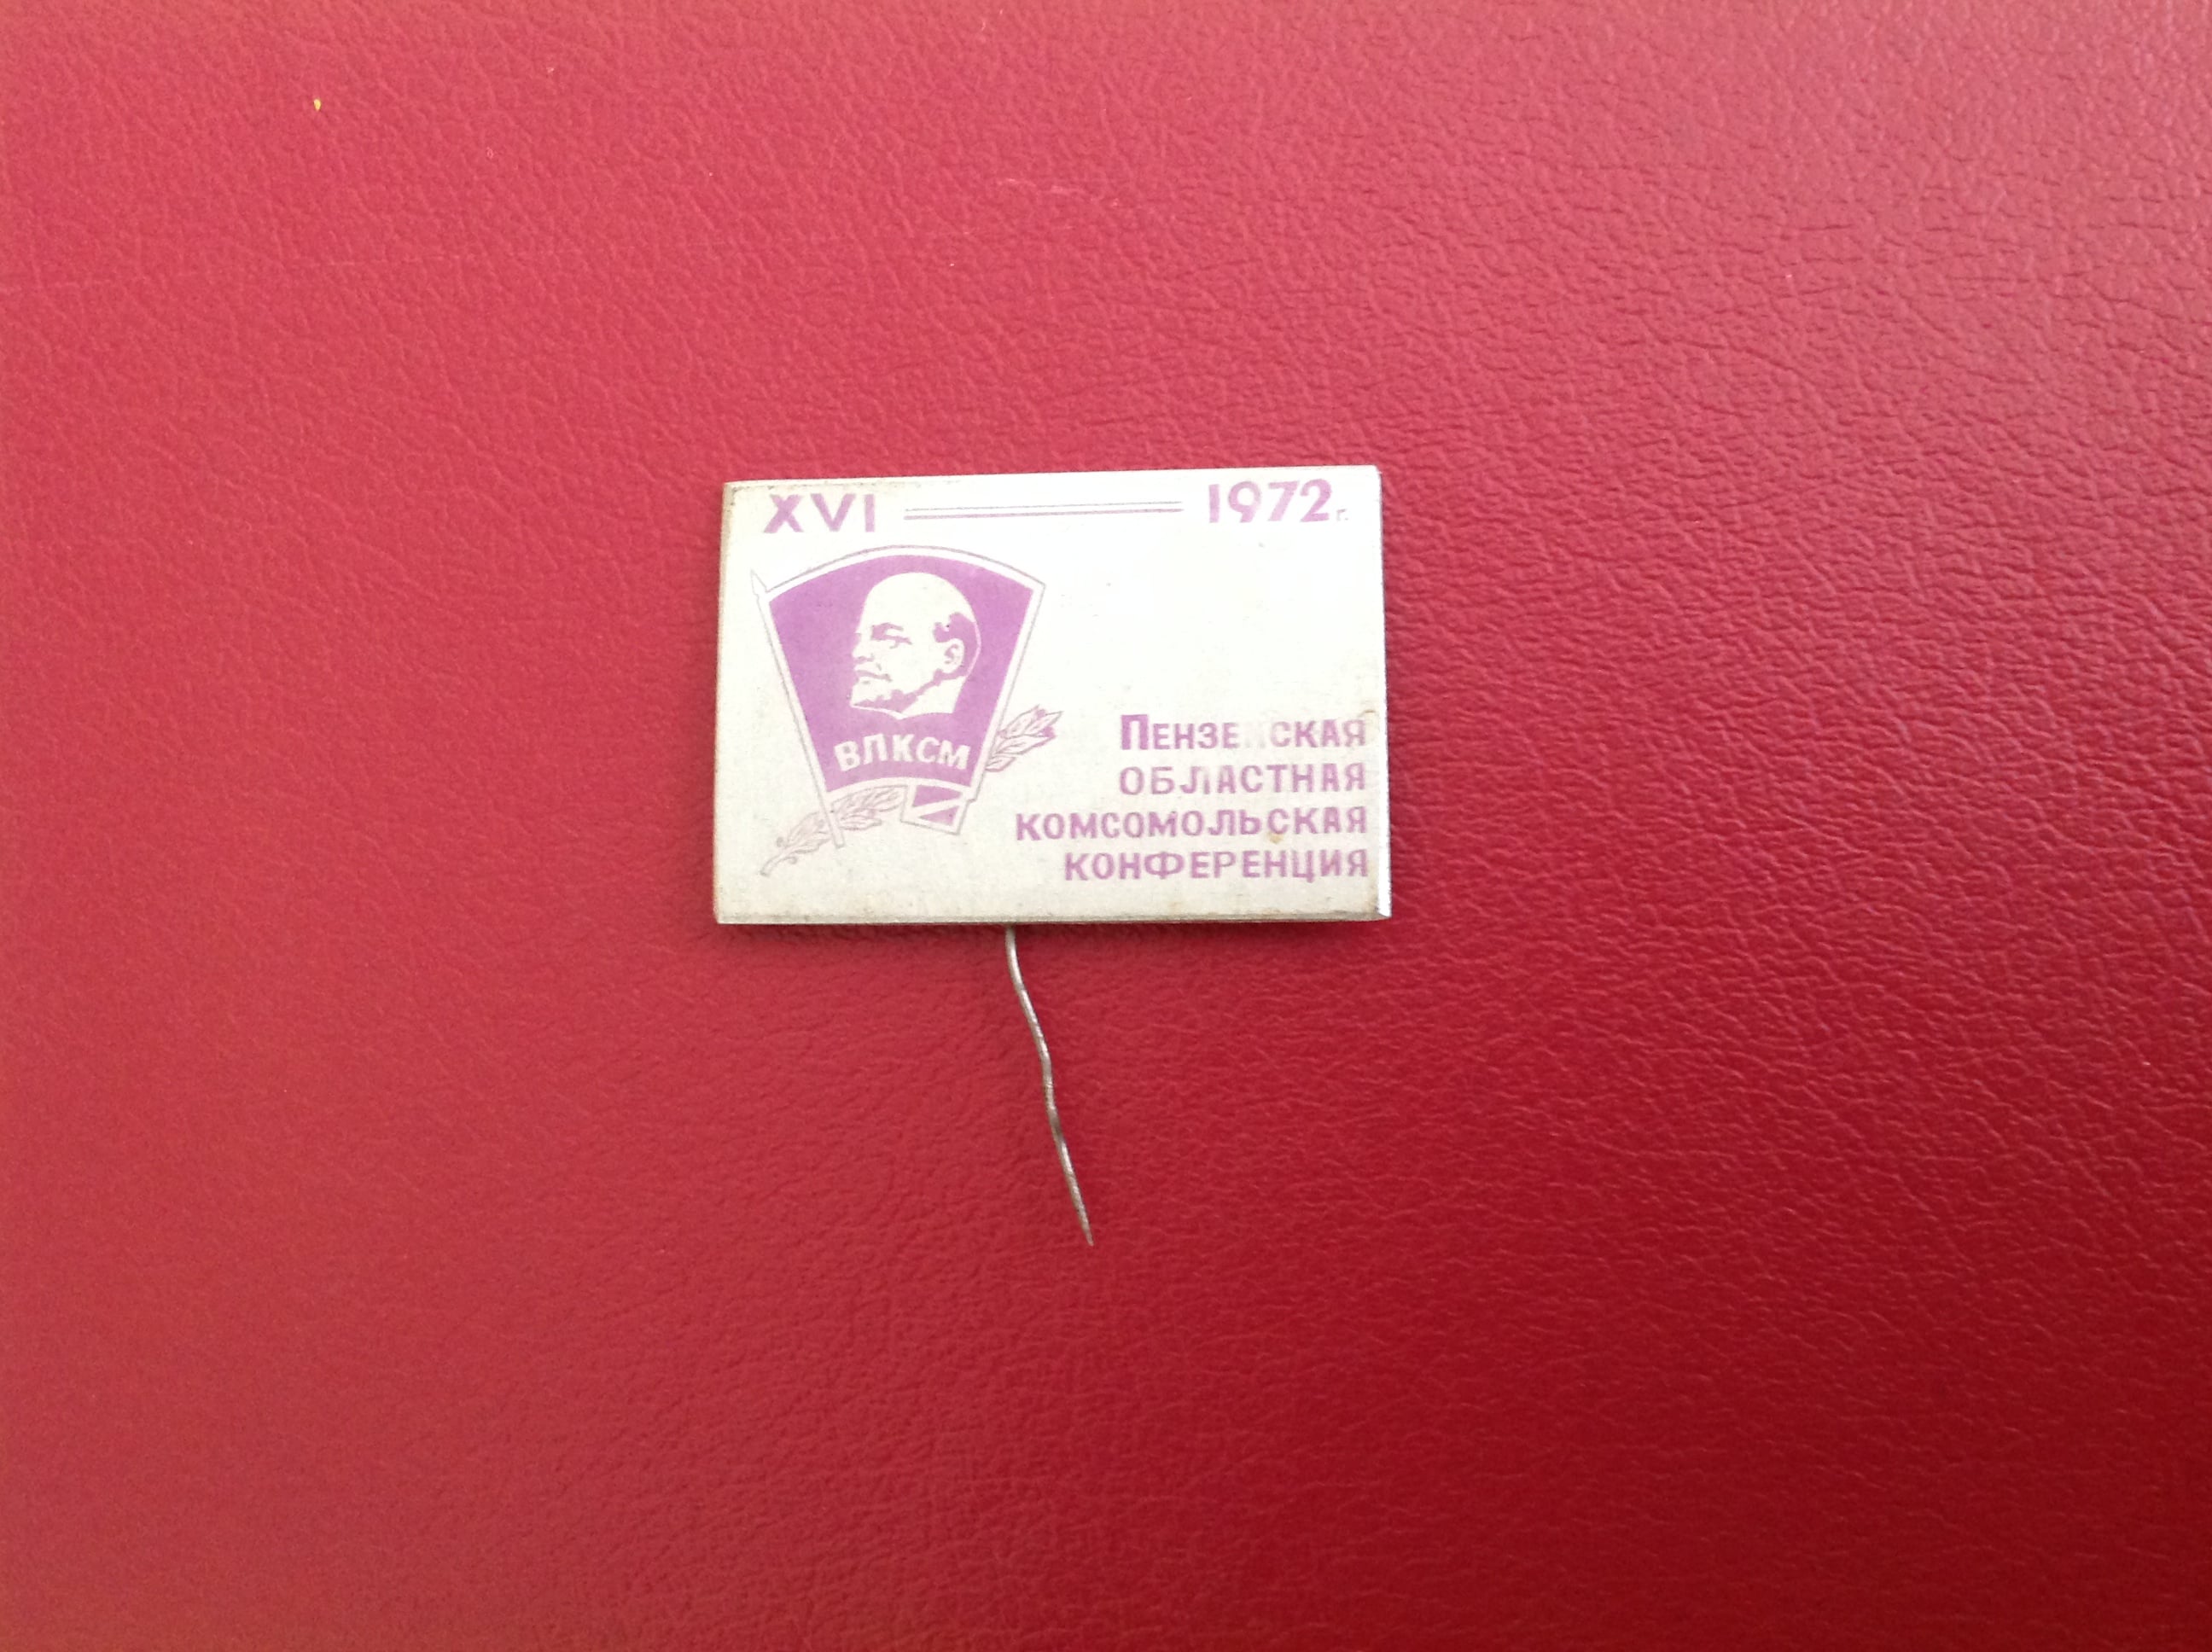 XVI 1972г.
ВЛКСМ
ПЕНЗЕНСКАЯ
ОБЛАСТНАЯ
КОМСОМОЛЬСКАЯ
КОНФЕРЕНЦИЯ